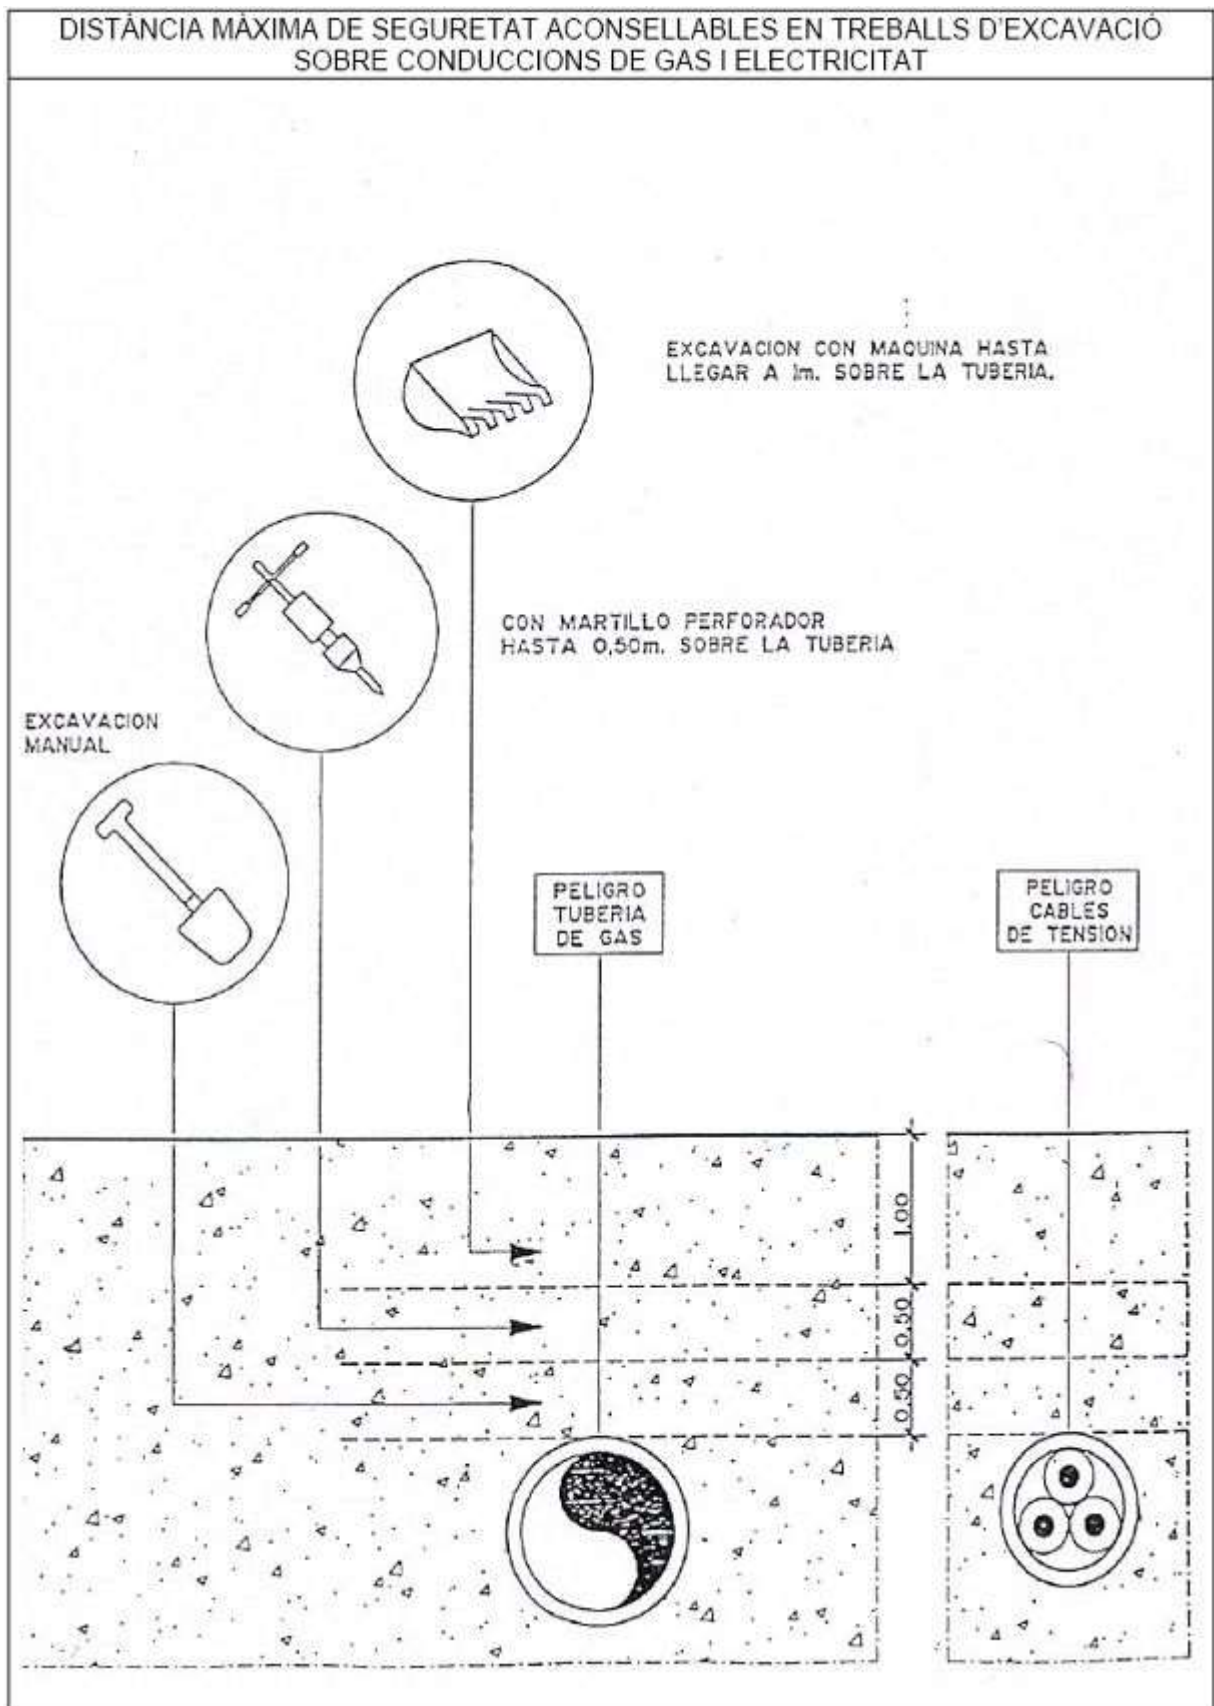 DISTÀNCIA MÀXIMA DE SEGURETAT ACONSELLABLES EN TREBALLS D'EXCAVACIÓ
SOBRE CONDUCCIONS DE GAS I ELECTRICITAT
EXCAVACION CON MAQUINA HASTA
LLEGAR A 1m. SOBRE LA TUBERIA.
CON MARTILLO PERFORADOR
HASTA 0,50m. SOBRE LA TUBERIA
EXCAVACION
MANUAL
PELIGRO
TUBERIA
DE GAS
PELIGRO
CABLES
DE TENSION
1.00
0.50
0.50